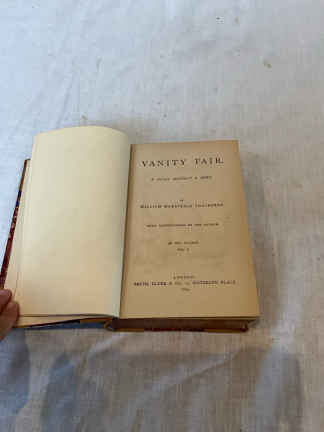 VANITY FAIR.
A NOVEL WITHOUT A HERO.
BY
WILLIAM MAKEPEACE THACKERAY.
WITH ILLUSTRATIONS BY THE AUTHOR.
IN TWO VOLUMES.
VOL. I.
LONDON:
SMITH, ELDER & CO., WATERLOO PLACE.